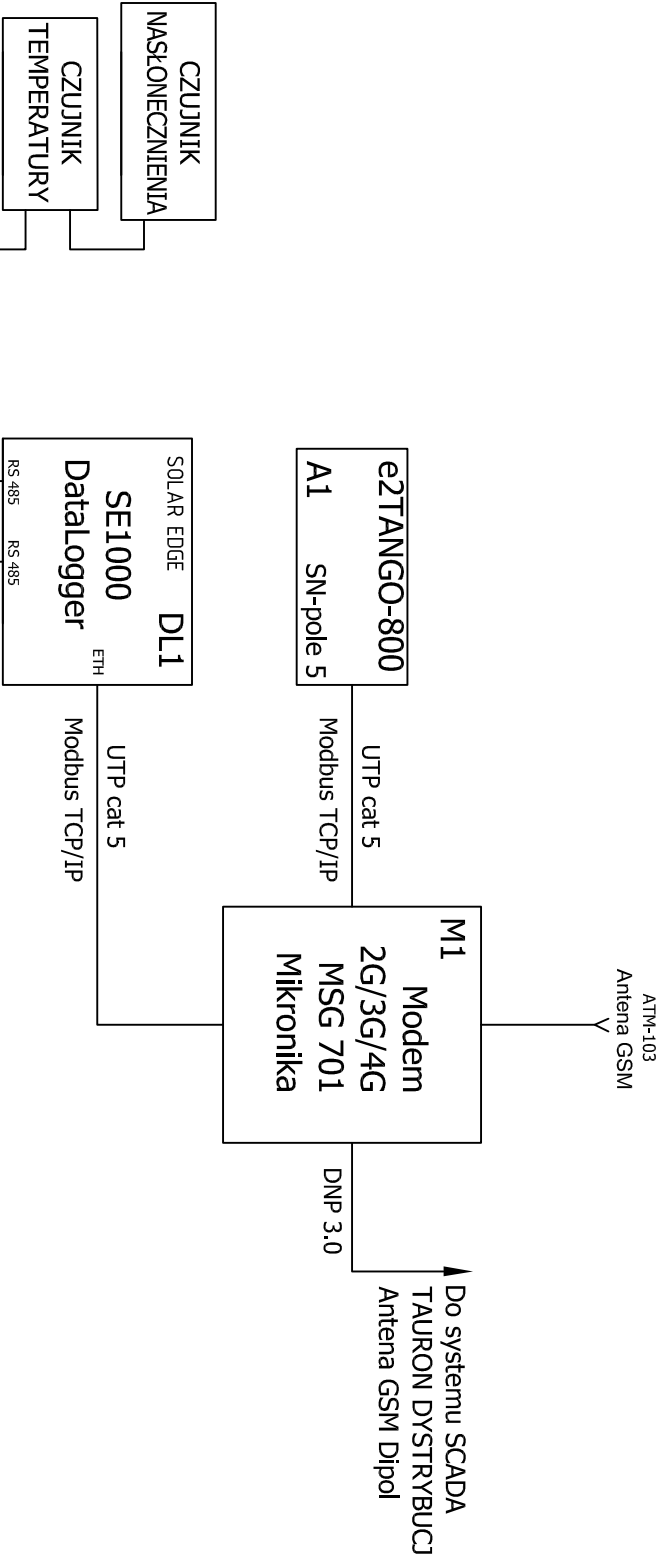 ATM-103
Antena GSM
CZUJNIK
NASŁONECZNIENIA
CZUJNIK
TEMPERATURY
e2TANGO-800
A1 SN-pole 5
UTP cat 5
Modbus TCP/IP
M1
Modem
2G/3G/4G
MSG 701
Mikronika
DNP 3.0
Do systemu SCADA
TAURON DYSTRYBUCJ
Antena GSM Dipol
SOLAR EDGE
DL1
SE1000
DataLogger
ETH
RS 485 RS 485
UTP cat 5
Modbus TCP/IP